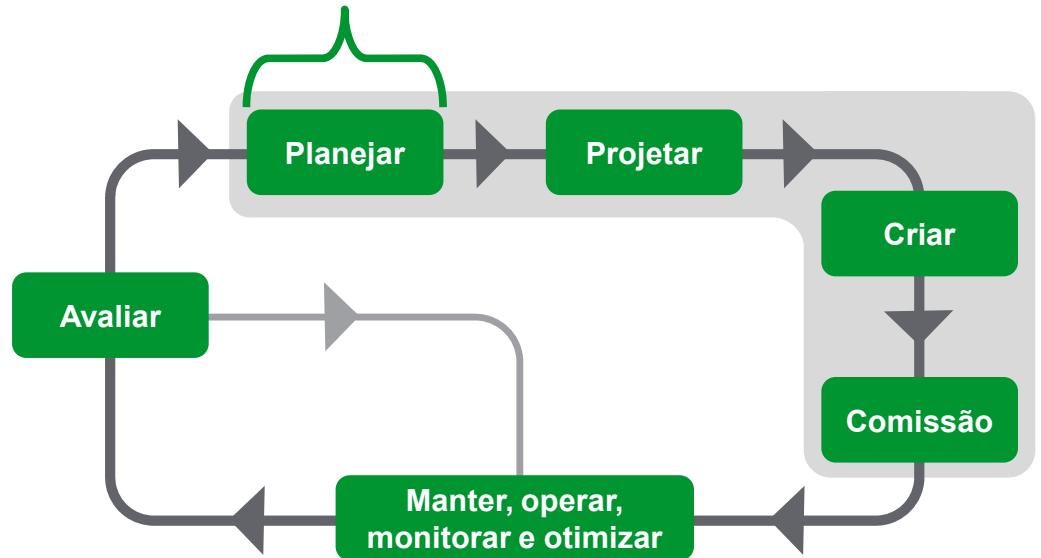 Planejar
Projetar
Criar
Avaliar
Comissão
Manter, operar,
monitorar e otimizar